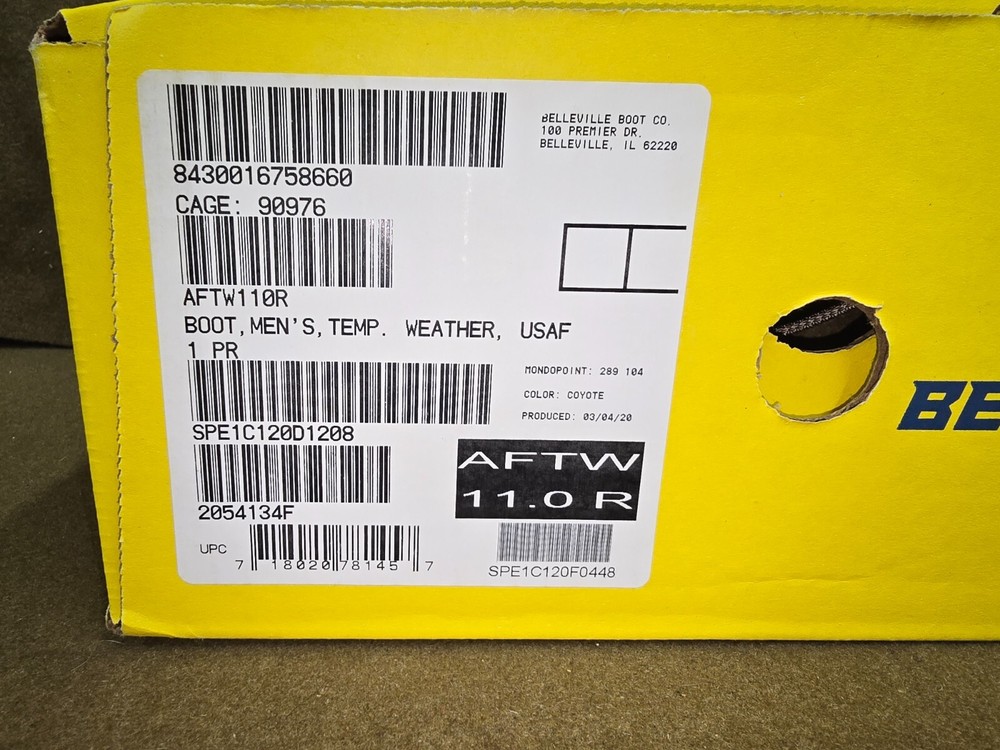 8430016758660
CAGE: 90976
AFTW110R
BOOT,MEN'S,TEMP. WEATHER, USAF
1 PR
SPE1C120D1208
2054134F
UPC
7 18020 78145 7
BELLEVILLE BOOT CO.
100 PREMIER DR.
BELLEVILLE, IL 62220
MONDOPOINT: 289 104
COLOR: COYOTE
PRODUCED: 03/04/20
AFTW
11.0 R
SPE1C120F0448
BE